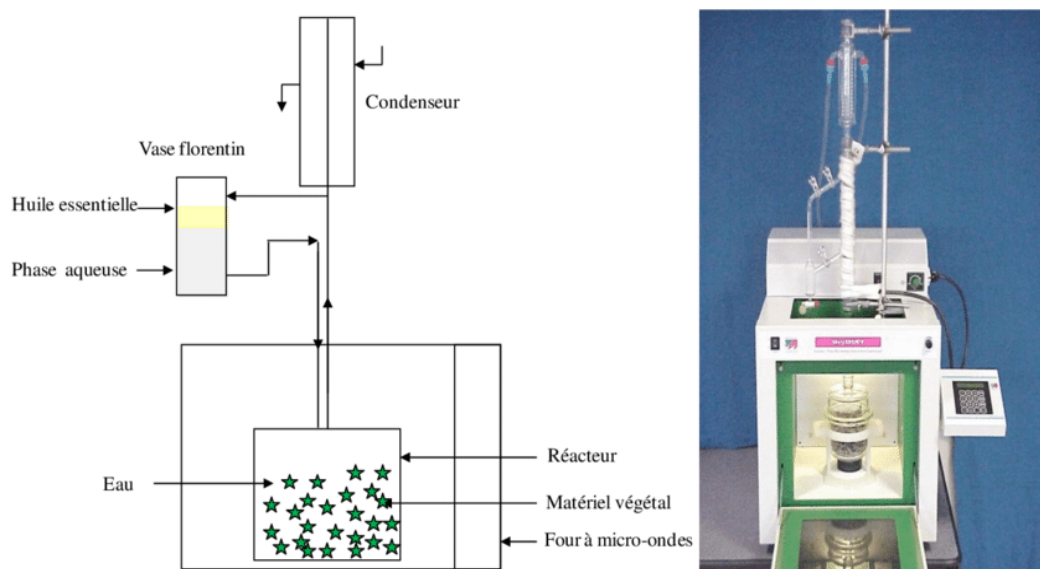 Condenseur
Vase florentin
Huile essentielle
Phase aqueuse
Eau
Réacteur
Matériel végétal
Four à micro-ondes